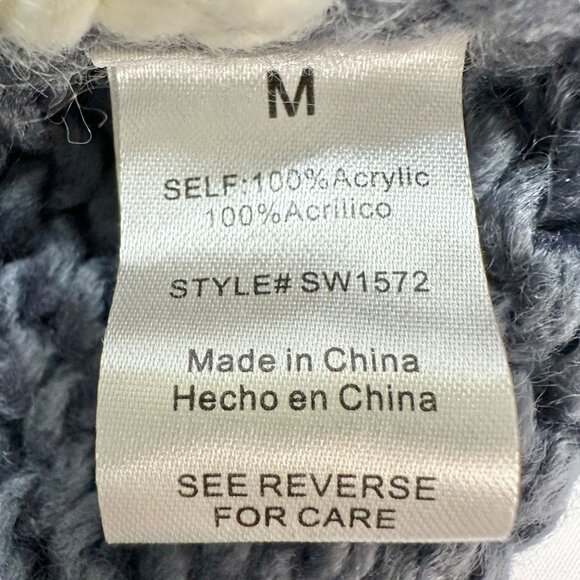 M
SELF:100%Acrylic
100%Acrilico
STYLE# SW1572
Made in China
Hecho en China
SEE REVERSE
FOR CARE